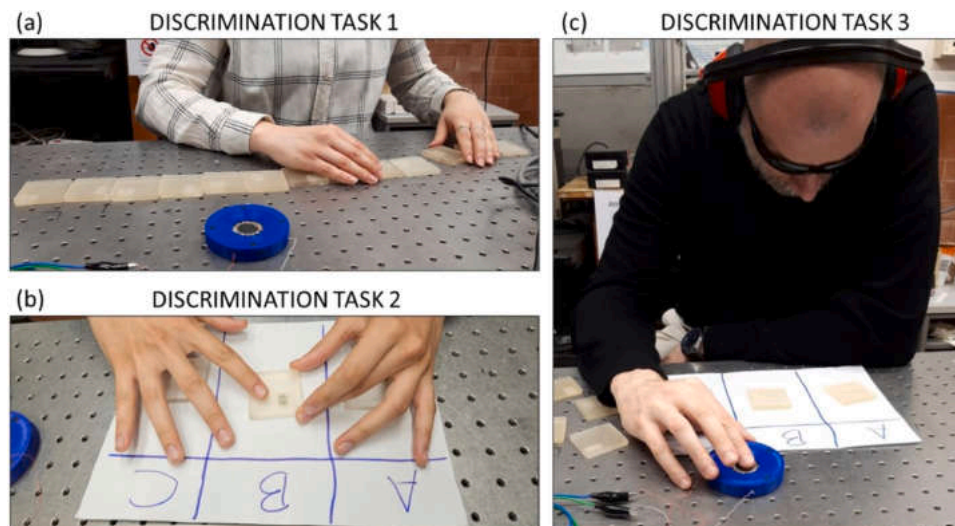 (a) DISCRIMINATION TASK 1
(b) DISCRIMINATION TASK 2
C B A
(c) DISCRIMINATION TASK 3
B A